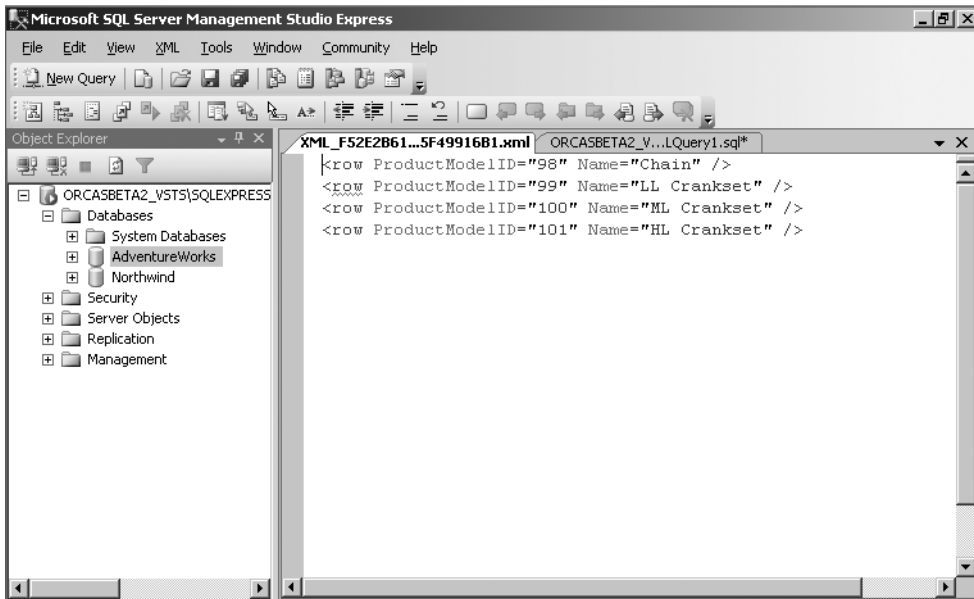 Microsoft SQL Server Management Studio Express
File Edit View XML Tools Window Community Help
New Query
Object Explorer
XML_F52E2B61...5F49916B1.xml ORCASBETA2_V...LQuery1.sql*
ORCASBETA2_VSTS\SQLEXPRESS
Databases
System Databases
AdventureWorks
Northwind
Security
Server Objects
Replication
Management
<row ProductModelID="98" Name="Chain" />
<row ProductModelID="99" Name="LL Crankset" />
<row ProductModelID="100" Name="ML Crankset" />
<row ProductModelID="101" Name="HL Crankset" />